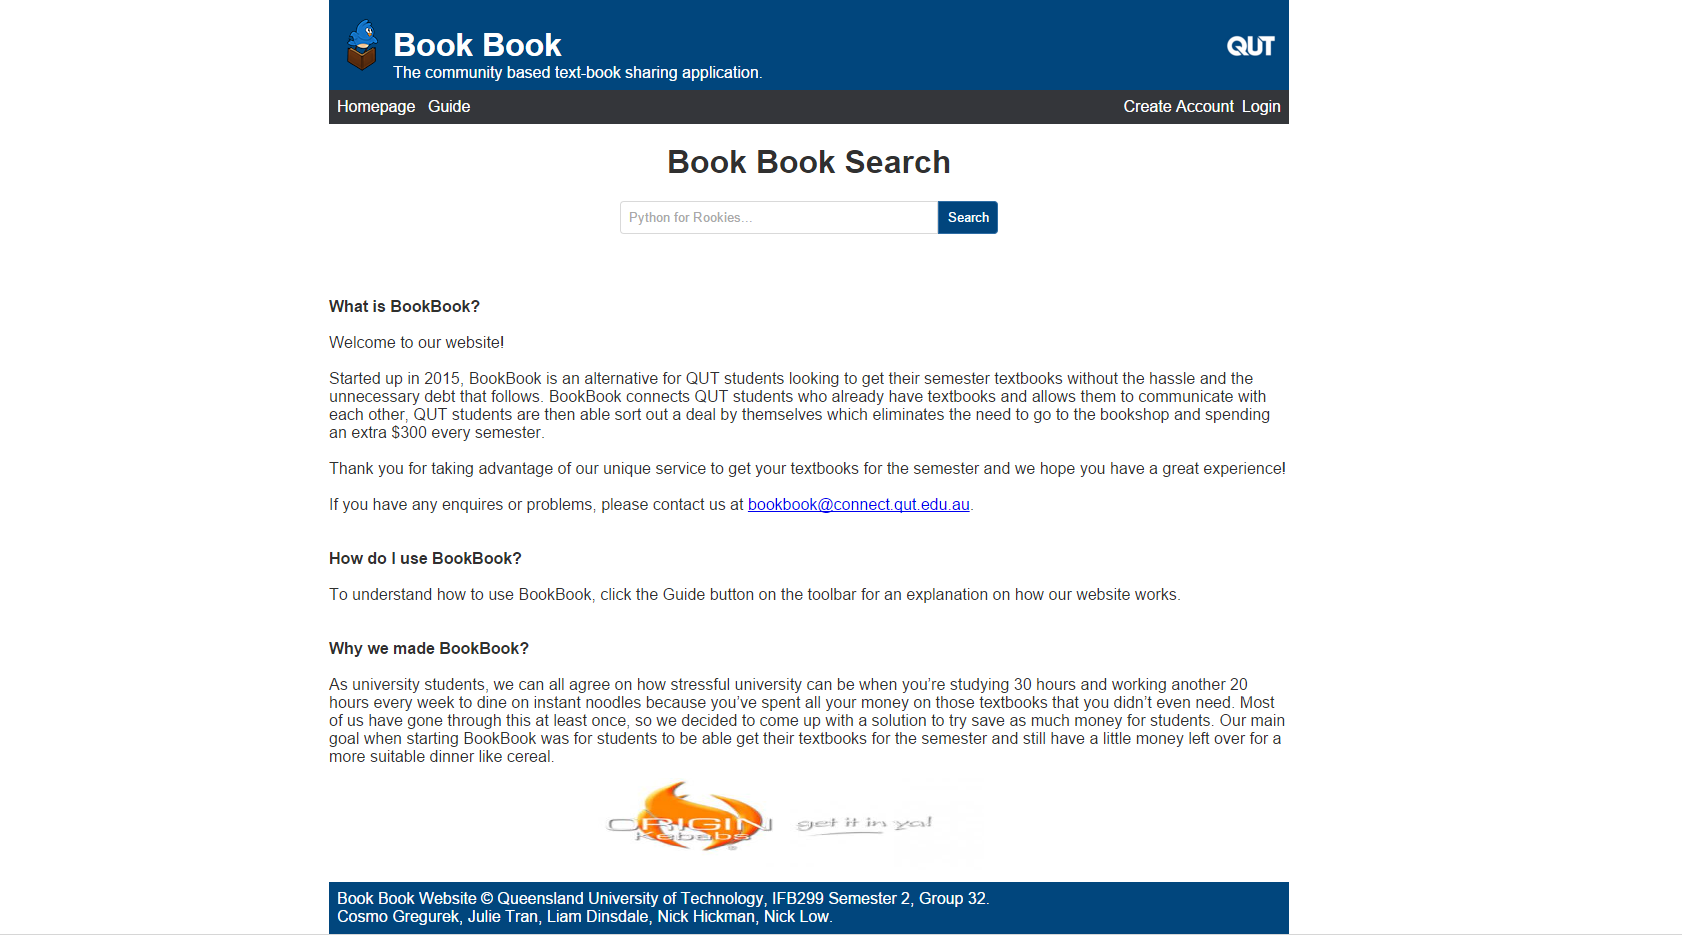 Book Book
The community based text-book sharing application.
QUT
Homepage Guide
Create Account Login
Book Book Search
Python for Rookies...
Search
What is BookBook?
Welcome to our website!
Started up in 2015, BookBook is an alternative for QUT students looking to get their semester textbooks without the hassle and the
unnecessary debt that follows. BookBook connects QUT students who already have textbooks and allows them to communicate with
each other, QUT students are then able sort out a deal by themselves which eliminates the need to go to the bookshop and spending
an extra $300 every semester.
Thank you for taking advantage of our unique service to get your textbooks for the semester and we hope you have a great experience!
If you have any enquires or problems, please contact us at bookbook@connect.qut.edu.au.
How do I use BookBook?
To understand how to use BookBook, click the Guide button on the toolbar for an explanation on how our website works.
Why we made BookBook?
As university students, we can all agree on how stressful university can be when you’re studying 30 hours and working another 20
hours every week to dine on instant noodles because you’ve spent all your money on those textbooks that you didn’t even need. Most
of us have gone through this at least once, so we decided to come up with a solution to try save as much money for students. Our main
goal when starting BookBook was for students to be able get their textbooks for the semester and still have a little money left over for a
more suitable dinner like cereal.
ORIGIN
Kebabs
®
get it in ya!
Book Book Website © Queensland University of Technology, IFB299 Semester 2, Group 32.
Cosmo Gregurek, Julie Tran, Liam Dinsdale, Nick Hickman, Nick Low.